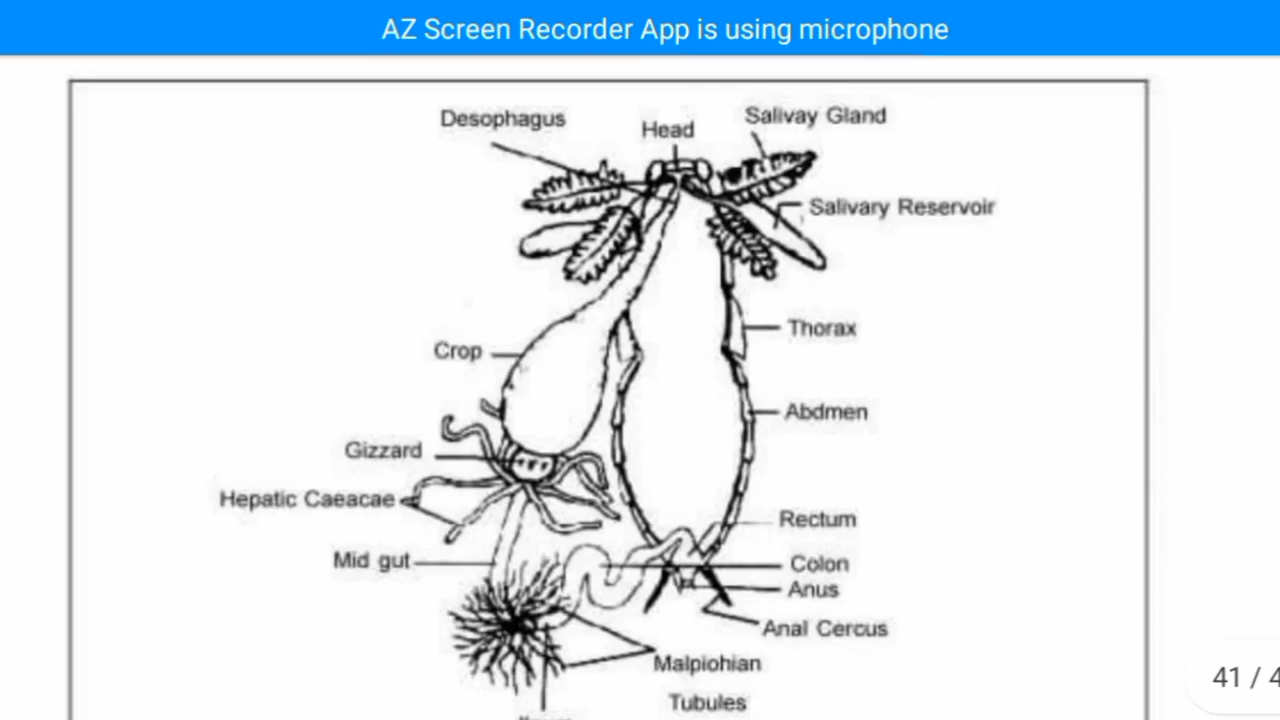 AZ Screen Recorder App is using microphone
Desophagus
Head
Salivay Gland
Salivary Reservoir
Thorax
Crop
Abdmen
Gizzard
Hepatic Caeacae
Rectum
Mid gut
Colon
Anus
Anal Cercus
Malpiohian
Tubules
41 / 4